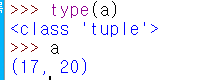 >>> type(a)
<class 'tuple'>
>>> a
(17, 20)